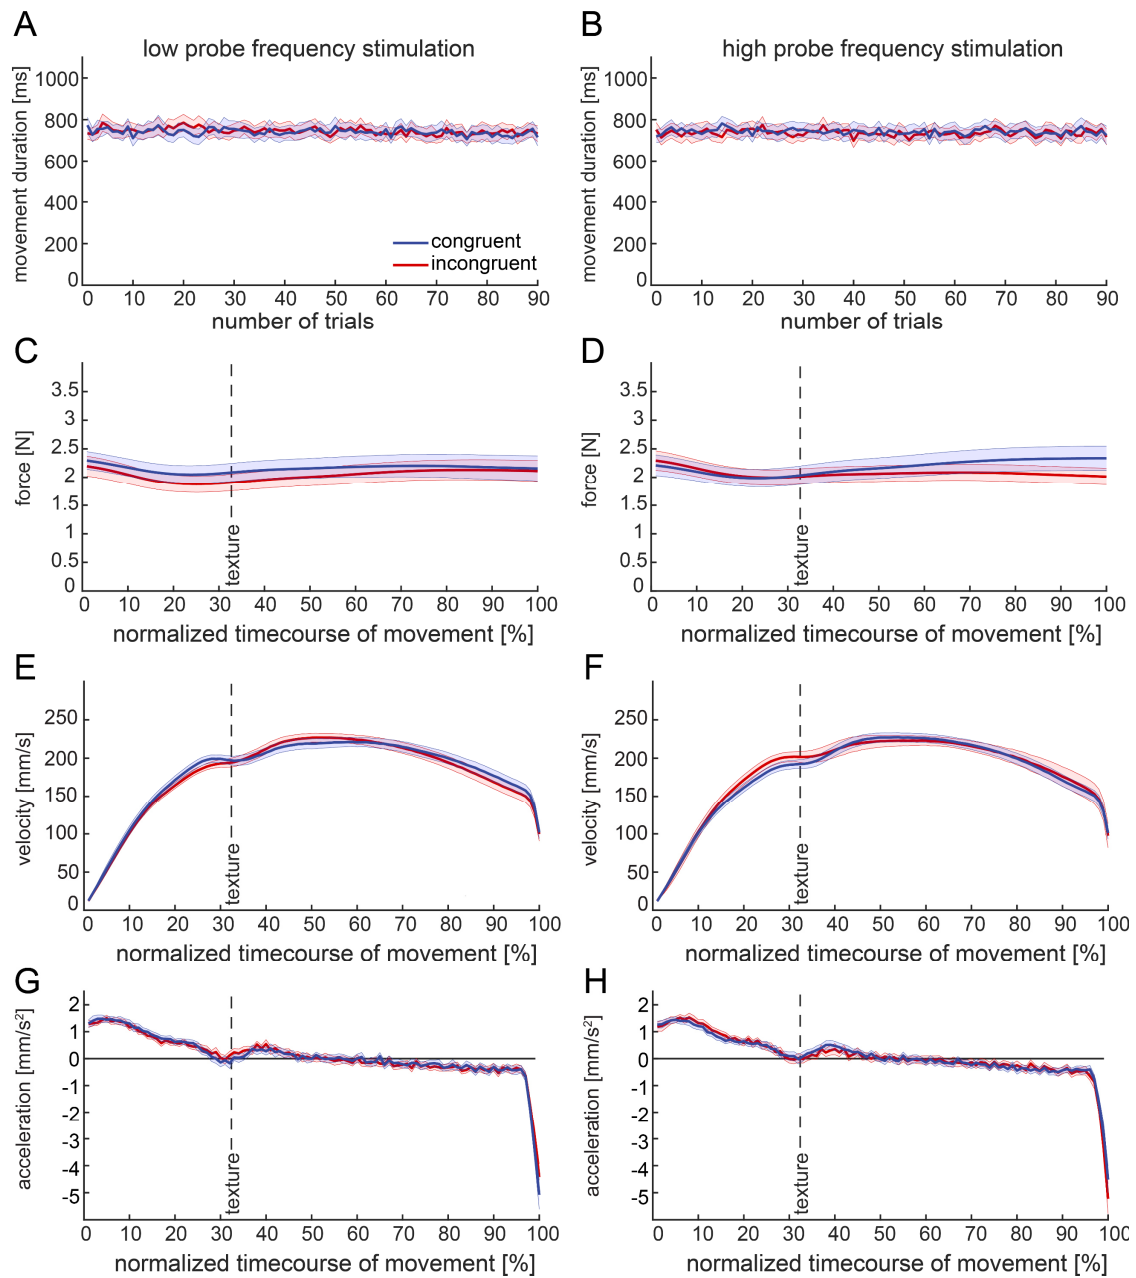 A
low probe frequency stimulation
movement duration [ms]
1000
800
600
400
200
0
congruent
incongruent
0 10 20 30 40 50 60 70 80 90
number of trials
B
high probe frequency stimulation
movement duration [ms]
1000
800
600
400
200
0
0 10 20 30 40 50 60 70 80 90
number of trials
C
force [N]
3.5
3
2.5
2
1.5
1
0.5
0
texture
0 10 20 30 40 50 60 70 80 90 100
normalized timecourse of movement [%]
D
force [N]
3.5
3
2.5
2
1.5
1
0.5
0
texture
0 10 20 30 40 50 60 70 80 90 100
normalized timecourse of movement [%]
E
velocity [mm/s]
250
200
150
100
50
0
texture
0 10 20 30 40 50 60 70 80 90 100
normalized timecourse of movement [%]
F
velocity [mm/s]
250
200
150
100
50
0
texture
0 10 20 30 40 50 60 70 80 90 100
normalized timecourse of movement [%]
G
acceleration [mm/s²]
2
1
0
-1
-2
-3
-4
-5
texture
0 10 20 30 40 50 60 70 80 90 100
normalized timecourse of movement [%]
H
acceleration [mm/s²]
2
1
0
-1
-2
-3
-4
-5
texture
0 10 20 30 40 50 60 70 80 90 100
normalized timecourse of movement [%]